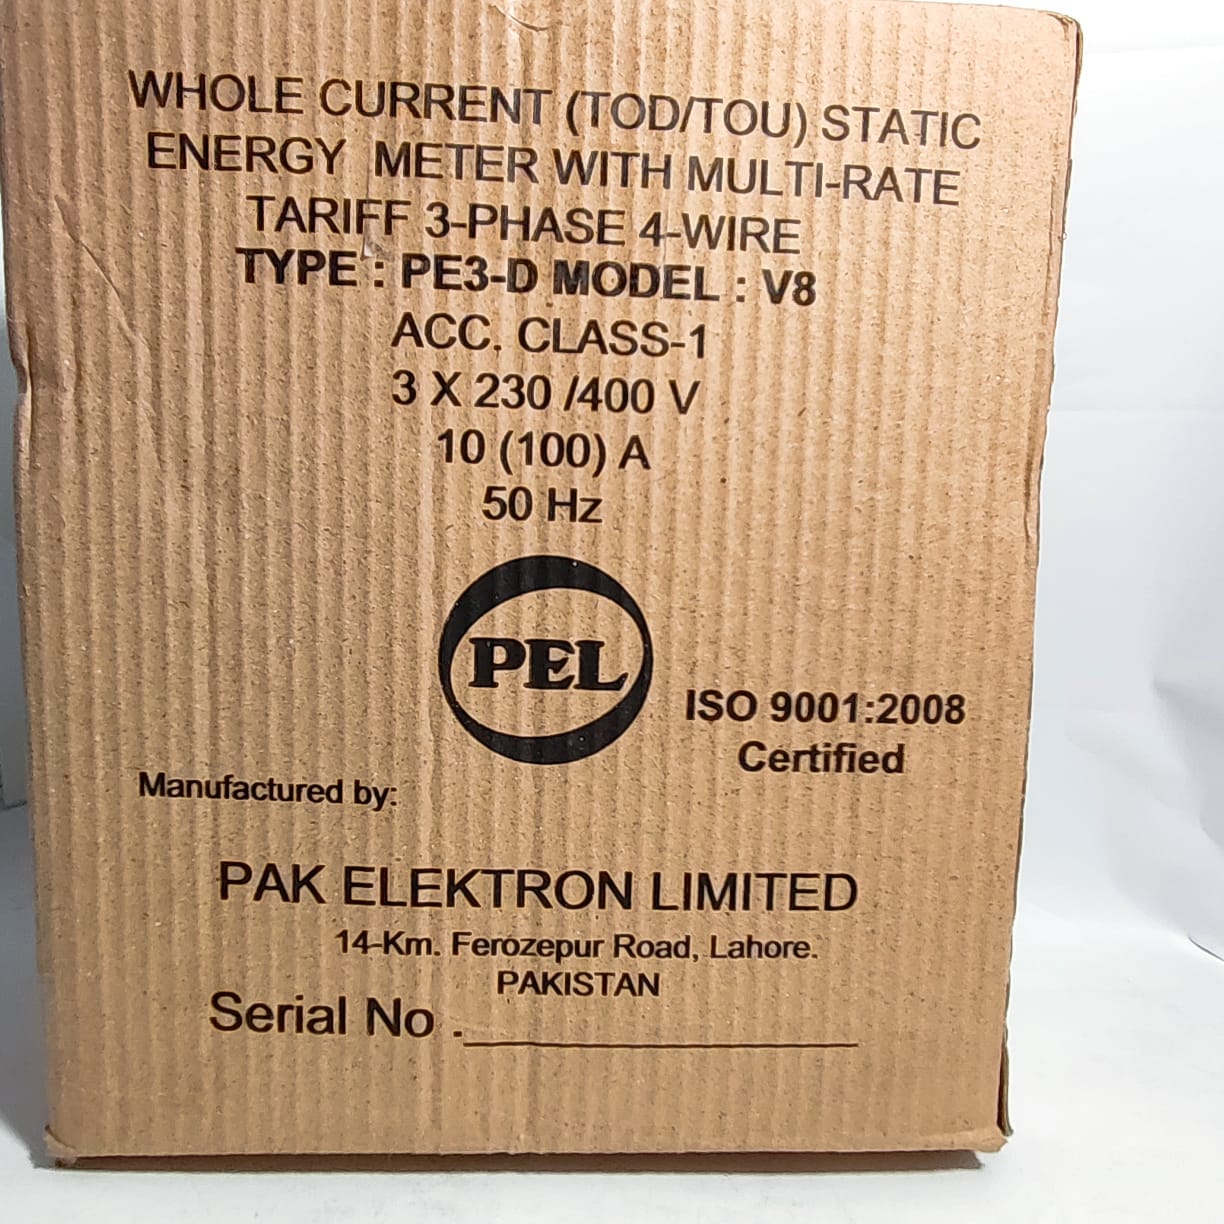 WHOLE CURRENT (TOD/TOU) STATIC
ENERGY METER WITH MULTI-RATE
TARIFF 3-PHASE 4-WIRE
TYPE : PE3-D MODEL : V8
ACC. CLASS-1
3 X 230 /400 V
10 (100) A
50 Hz
PEL
ISO 9001:2008
Certified
Manufactured by:
PAK ELEKTRON LIMITED
14-Km. Ferozepur Road, Lahore.
PAKISTAN
Serial No .